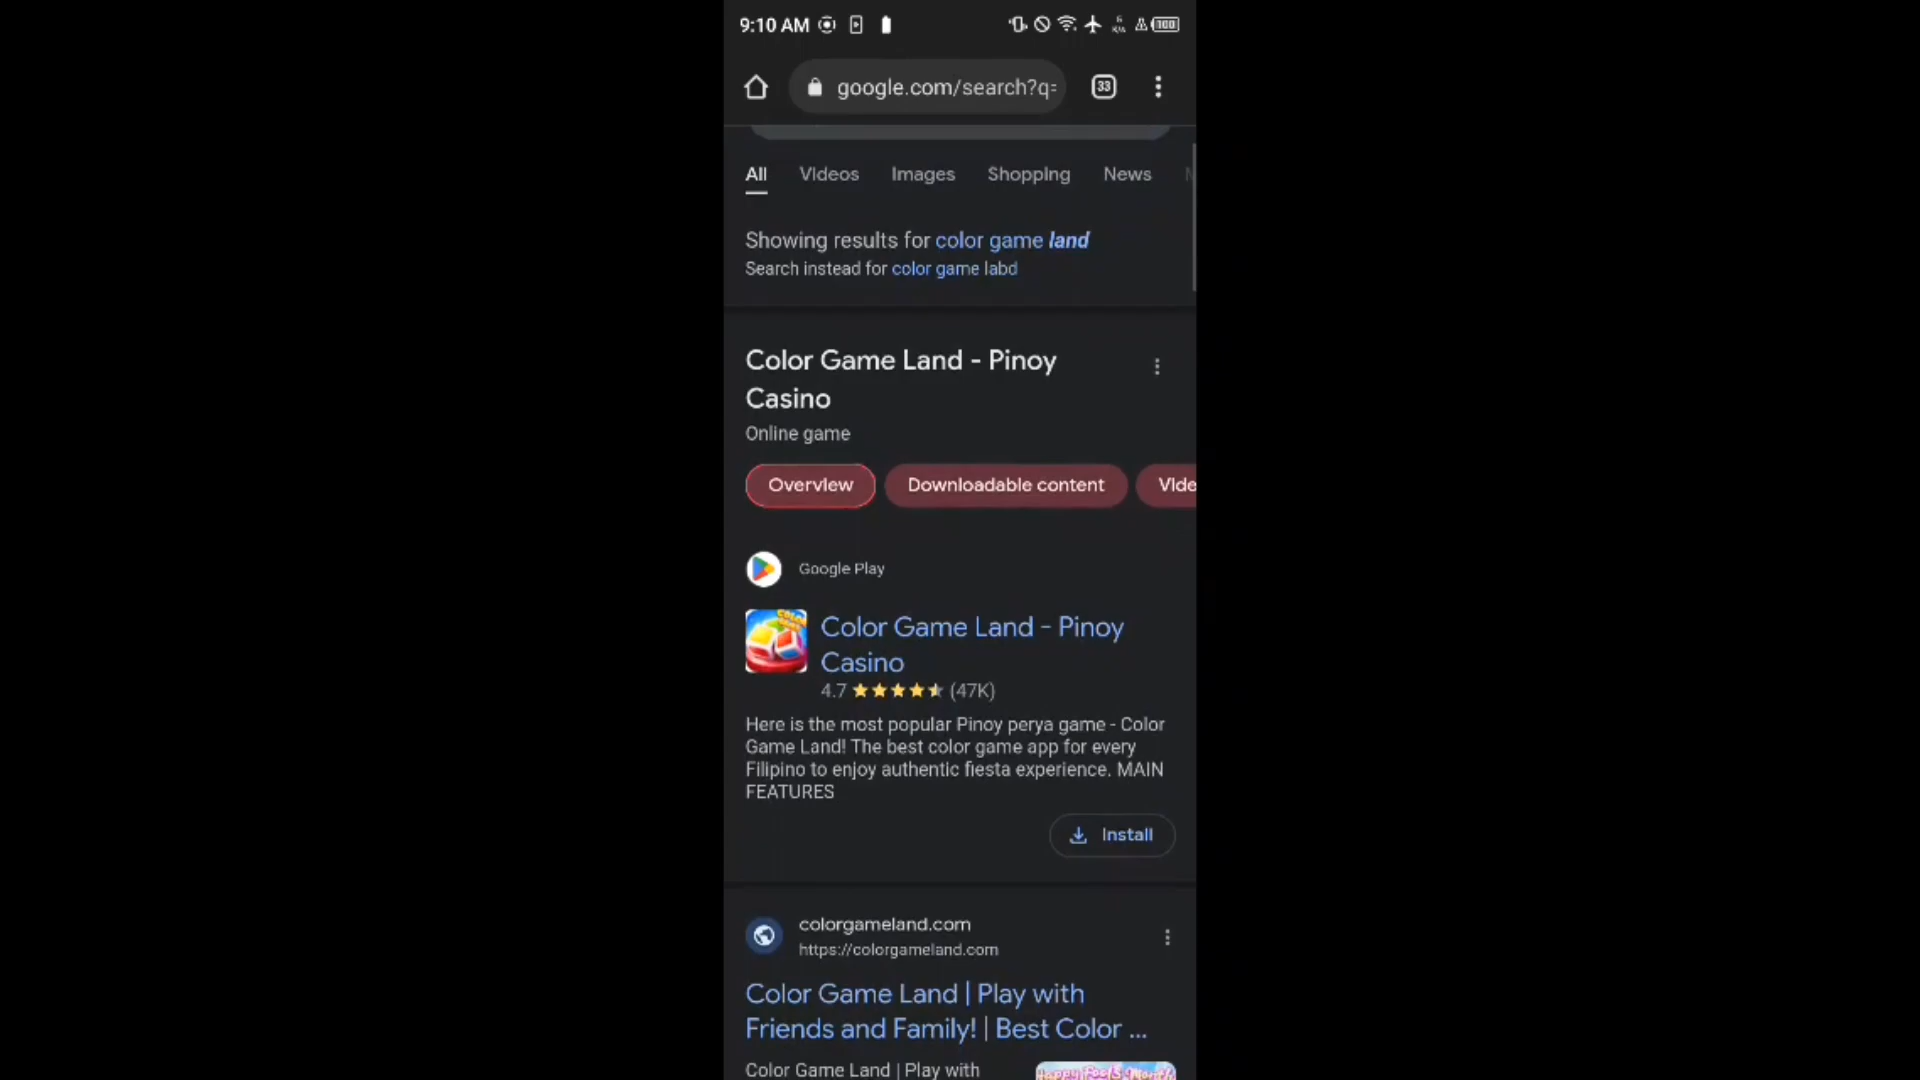 9:10 AM
100
google.com/search?q=
33
All
Videos
Images
Shopping
News
Showing results for color game land
Search instead for color game labd
Color Game Land - Pinoy
Casino
Online game
Overview
Downloadable content
Vide
Google Play
Color Game Land - Pinoy
Casino
4.7 (47K)
Here is the most popular Pinoy perya game - Color
Game Land! The best color game app for every
Filipino to enjoy authentic fiesta experience. MAIN
FEATURES
Install
colorgameland.com
https://colorgameland.com
Color Game Land | Play with
Friends and Family! | Best Color ...
Color Game Land | Play with
Happy Fool's Month